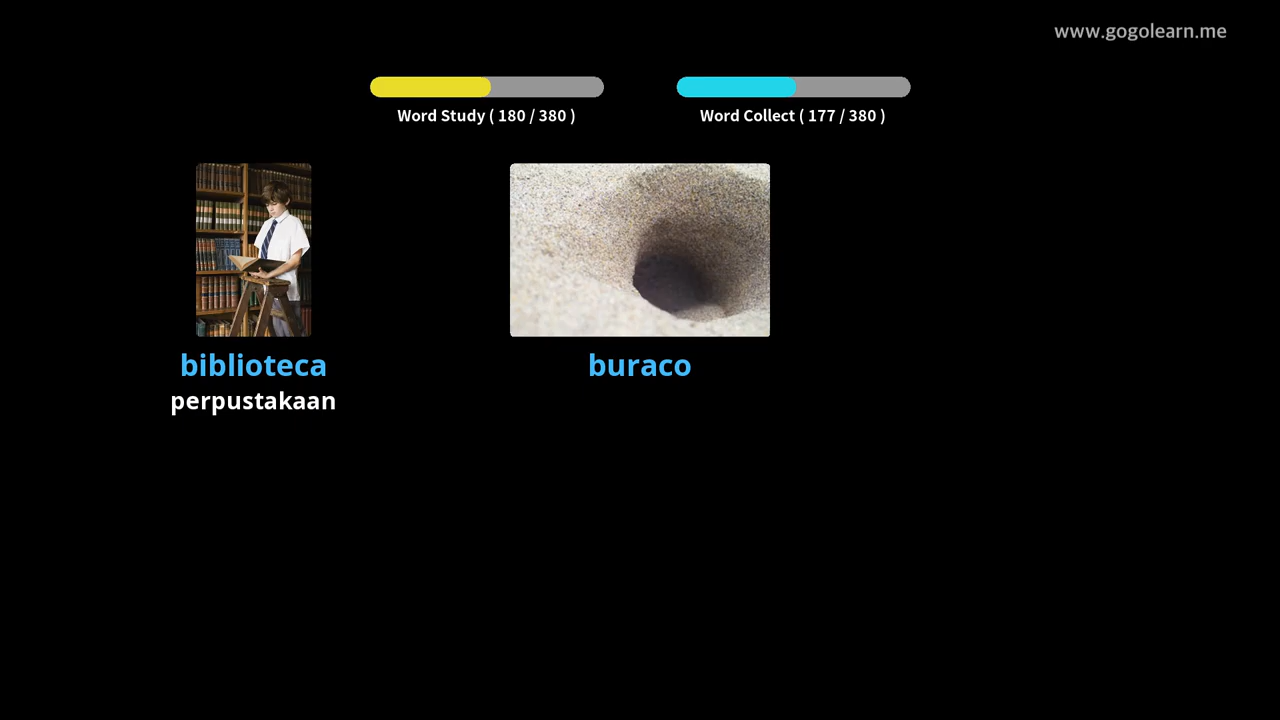 www.gogolearn.me
Word Study ( 180 / 380 )
Word Collect ( 177 / 380 )
biblioteca
perpustakaan
buraco